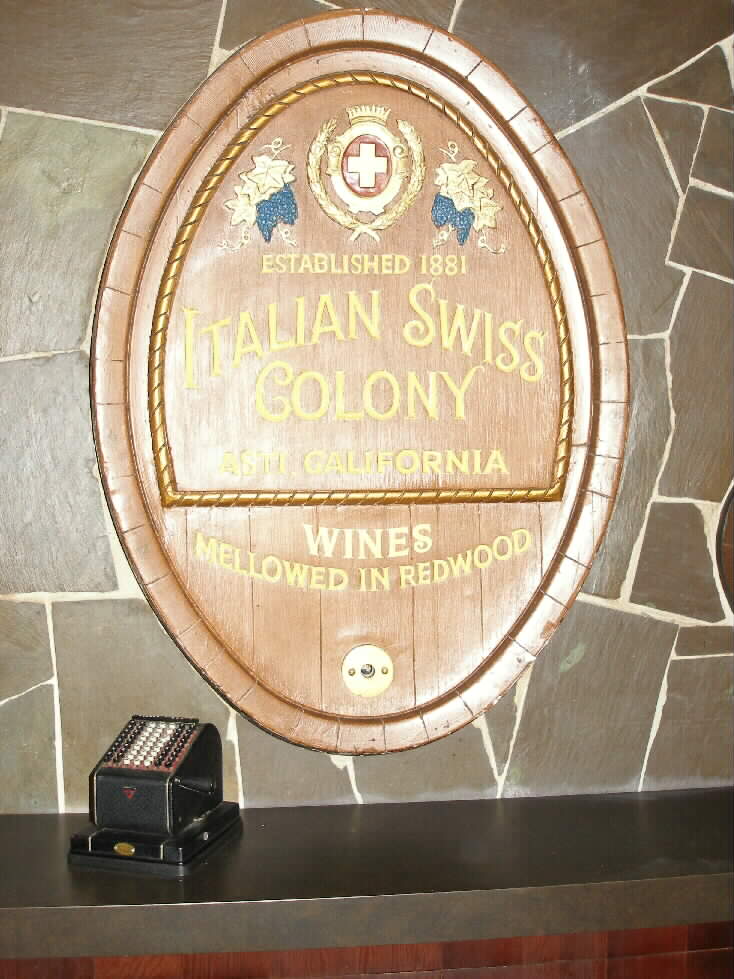 ESTABLISHED 1881
ITALIAN SWISS
COLONY
ASTI, CALIFORNIA
WINES
MELLOWED IN REDWOOD